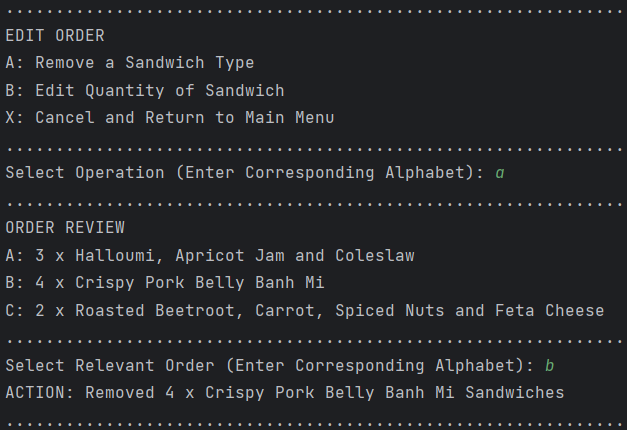 ..............................................................
EDIT ORDER
A: Remove a Sandwich Type
B: Edit Quantity of Sandwich
X: Cancel and Return to Main Menu
..............................................................
Select Operation (Enter Corresponding Alphabet): a
..............................................................
ORDER REVIEW
A: 3 x Halloumi, Apricot Jam and Coleslaw
B: 4 x Crispy Pork Belly Banh Mi
C: 2 x Roasted Beetroot, Carrot, Spiced Nuts and Feta Cheese
..............................................................
Select Relevant Order (Enter Corresponding Alphabet): b
ACTION: Removed 4 x Crispy Pork Belly Banh Mi Sandwiches
..............................................................